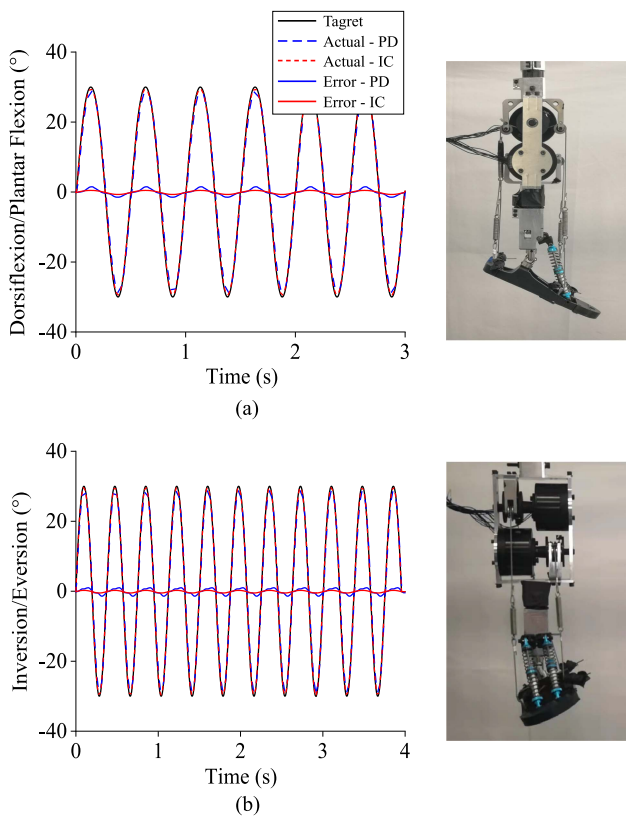 (a)
Tagret
Actual - PD
Actual - IC
Error - PD
Error - IC
Dorsiflexion/Plantar Flexion (°)
40
20
0
-20
-40
0
1
2
3
Time (s)
(a)
Inversion/Eversion (°)
40
20
0
-20
-40
0
1
2
3
4
Time (s)
(b)